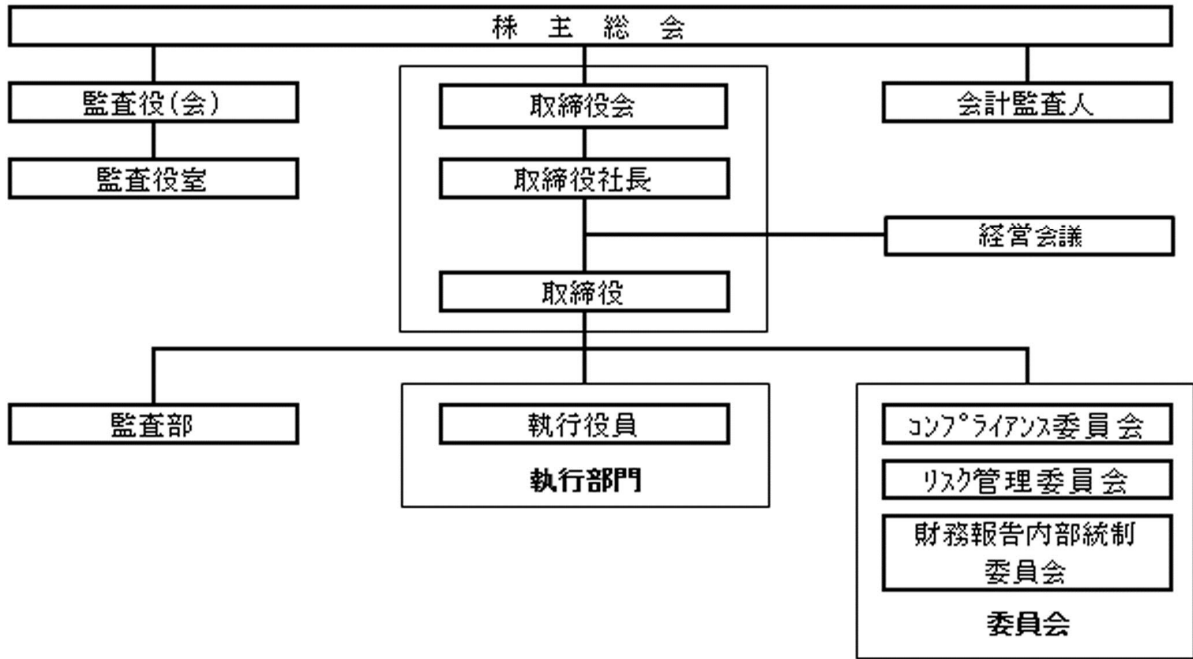 株主総会
監査役(会)
取締役会
会計監査人
監査役室
取締役社長
経営会議
取締役
監査部
執行役員
執行部門
ｺﾝﾌﾟﾗｲｱﾝｽ委員会
ﾘｽｸ管理委員会
財務報告内部統制
委員会
委員会